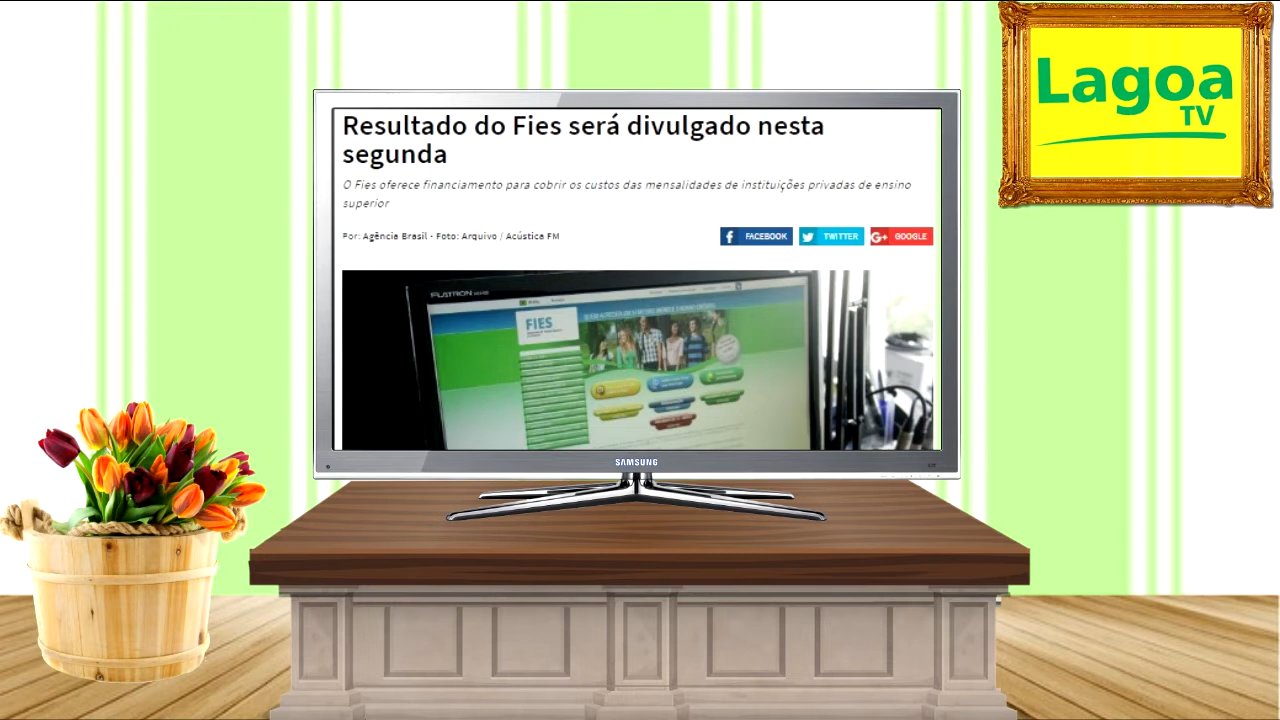 Lagoa
TV
Resultado do Fies será divulgado nesta
segunda
O Fies oferece financiamento para cobrir os custos das mensalidades de instituições privadas de ensino
superior
Por: Agência Brasil - Foto: Arquivo / Acústica FM
FACEBOOK
TWITTER
G+ GOOGLE
FLATRON
FIES
SAMSUNG